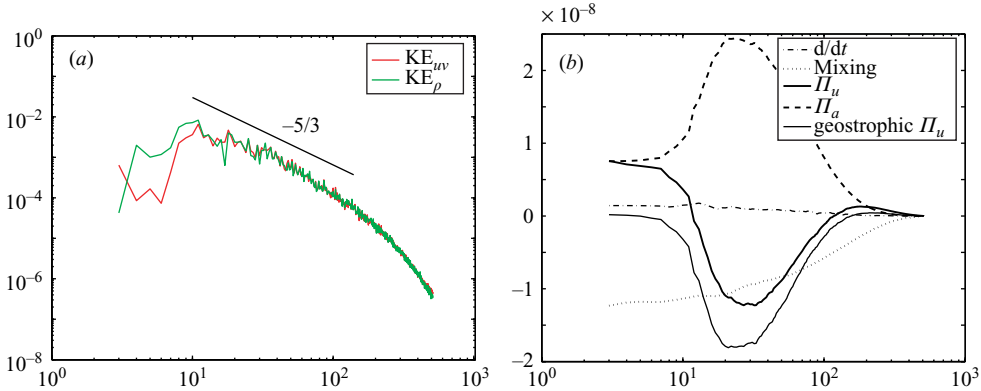 (a)
KE_uv
KE_ρ
−5/3
10^0
10^−2
10^−4
10^−6
10^−8
10^0 10^1 10^2 10^3
× 10^−8
(b)
d/dt
Mixing
Π_u
Π_a
geostrophic Π_u
2
1
0
−1
−2
10^0 10^1 10^2 10^3